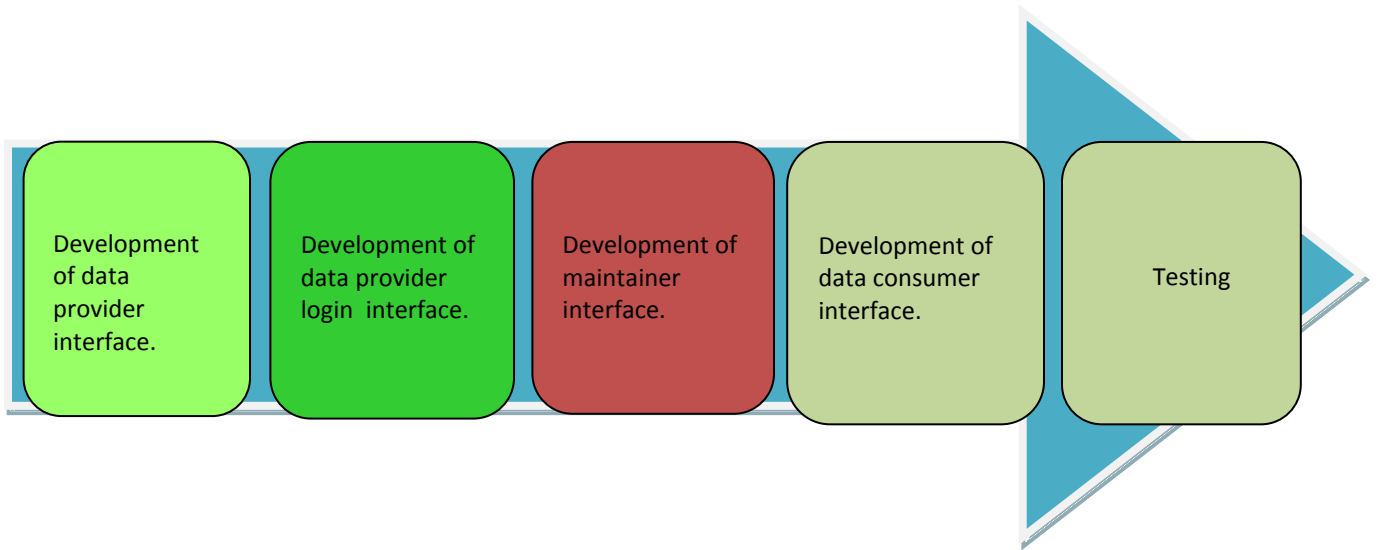 Development
of data
provider
interface.
Development of
data provider
login  interface.
Development of
maintainer
interface.
Development of
data consumer
interface.
Testing